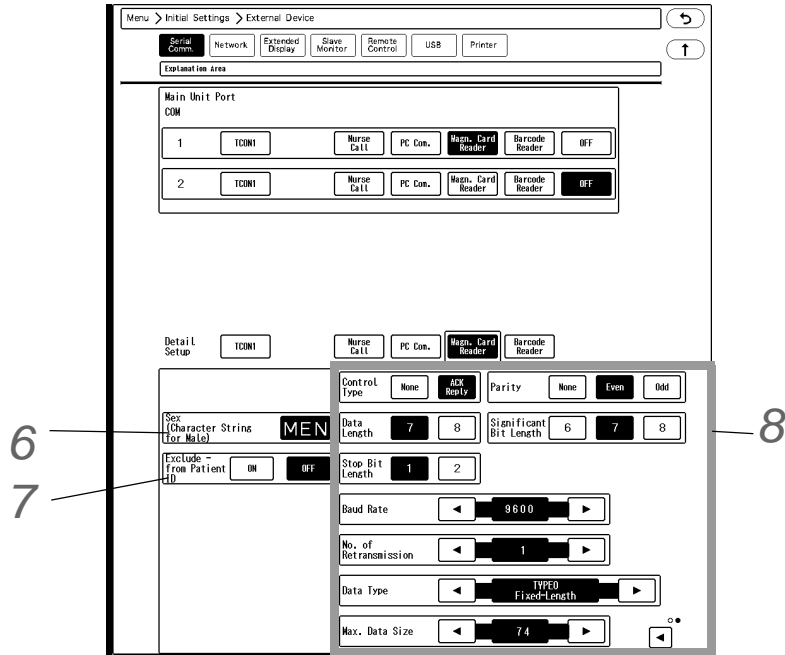 Menu > Initial Settings > External Device
Serial Comm.
Network
Extended Display
Slave Monitor
Remote Control
USB
Printer
Explanation Area
Main Unit Port
COM
1 TCON1 Nurse Call PC Com. Magn. Card Reader Barcode Reader OFF
2 TCON1 Nurse Call PC Com. Magn. Card Reader Barcode Reader OFF
Detail Setup TCON1 Nurse Call PC Com. Magn. Card Reader Barcode Reader
Control Type None ACK Reply
Parity None Even Odd
6
Sex
(Character String
for Male)
MEN
Data Length 7 8
Significant Bit Length 6 7 8
8
7
Exclude -
from Patient
ID
ON OFF
Stop Bit Length 1 2
Baud Rate ◄ 9600 ►
No. of Retransmission ◄ 1 ►
Data Type ◄ TYPE0 Fixed-Length ►
Max. Data Size ◄ 74 ►